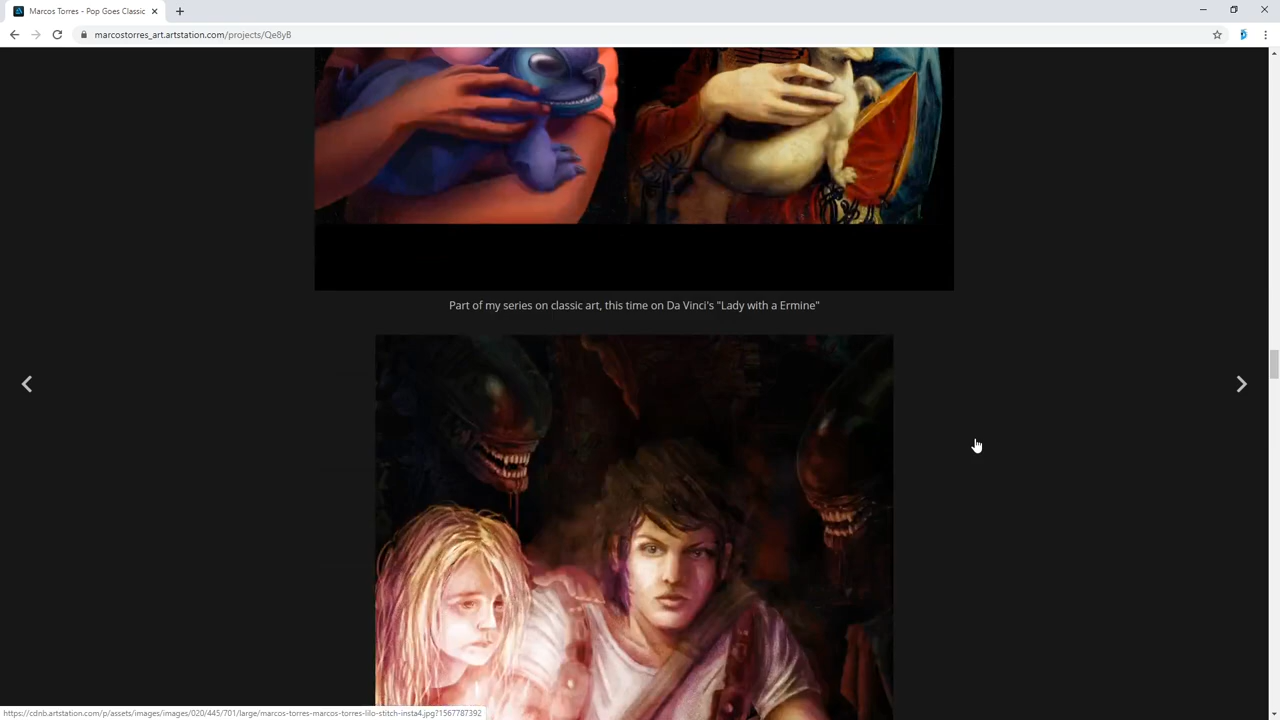 Marcos Torres - Pop Goes Classic
marcostorres_art.artstation.com/projects/Qe8yB
Part of my series on classic art, this time on Da Vinci's "Lady with a Ermine"
https://cdnb.artstation.com/p/assets/images/images/020/445/701/large/marcos-torres-marcos-torres-lilo-stitch-insta4.jpg?1567787392